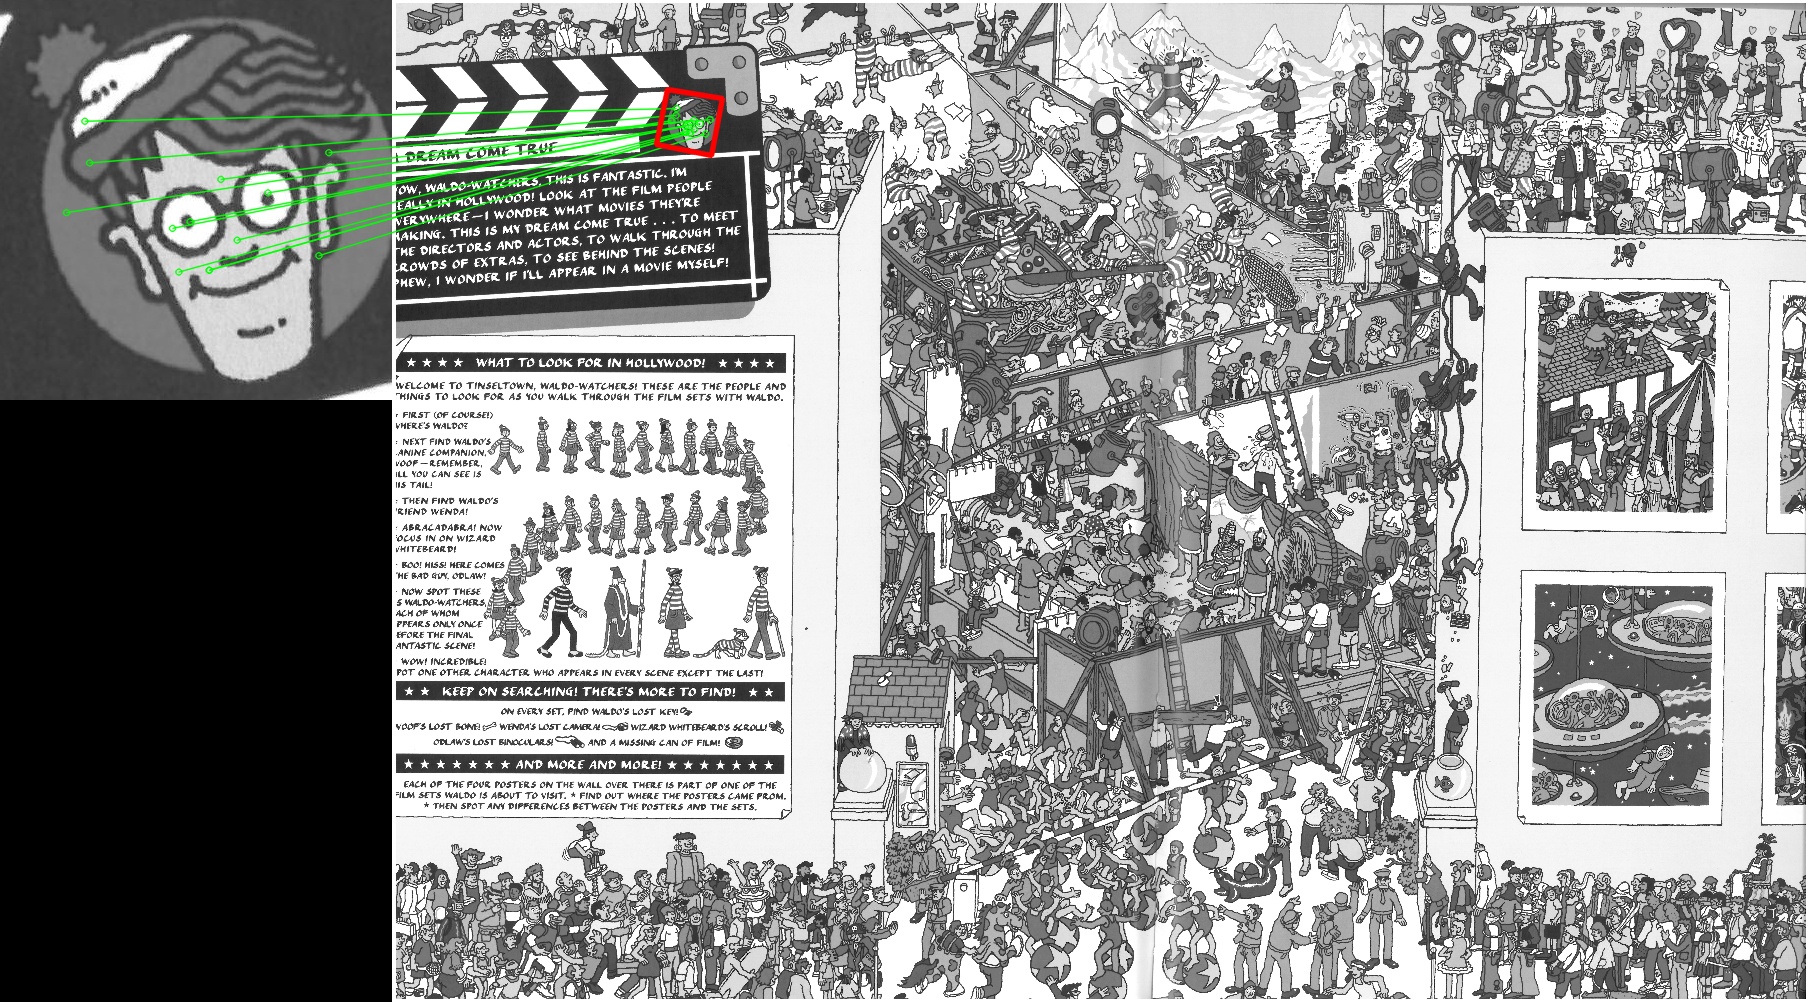 DREAM COME TRUE
WOW, WALDO-WATCHERS, THIS IS FANTASTIC. I'M
REALLY IN HOLLYWOOD! LOOK AT THE FILM PEOPLE
EVERYWHERE—I WONDER WHAT MOVIES THEY'RE
MAKING. THIS IS MY DREAM COME TRUE . . . TO MEET
THE DIRECTORS AND ACTORS, TO WALK THROUGH THE
CROWDS OF EXTRAS, TO SEE BEHIND THE SCENES!
PHEW, I WONDER IF I'LL APPEAR IN A MOVIE MYSELF!
★ ★ ★ ★ WHAT TO LOOK FOR IN HOLLYWOOD! ★ ★ ★ ★
WELCOME TO TINSELTOWN, WALDO-WATCHERS! THESE ARE THE PEOPLE AND
THINGS TO LOOK FOR AS YOU WALK THROUGH THE FILM SETS WITH WALDO.
FIRST (OF COURSE!)
WHERE'S WALDO?
NEXT FIND WALDO'S
CANINE COMPANION,
WOOF—REMEMBER,
ALL YOU CAN SEE IS
HIS TAIL!
THEN FIND WALDO'S
FRIEND WENDA!
ABRACADABRA! NOW
FOCUS IN ON WIZARD
WHITEBEARD!
BOO! HISS! HERE COMES
THE BAD GUY, ODLAW!
NOW SPOT THESE
5 WALDO-WATCHERS,
EACH OF WHOM
APPEARS ONLY ONCE
BEFORE THE FINAL
FANTASTIC SCENE!
WOW! INCREDIBLE!
SPOT ONE OTHER CHARACTER WHO APPEARS IN EVERY SCENE EXCEPT THE LAST!
★ ★ KEEP ON SEARCHING! THERE'S MORE TO FIND! ★ ★
ON EVERY SET, FIND WALDO'S LOST KEY!
WOOF'S LOST BONE! WENDA'S LOST CAMERA! WIZARD WHITEBEARD'S SCROLL!
ODLAW'S LOST BINOCULARS! AND A MISSING CAN OF FILM!
★ ★ ★ ★ ★ ★ ★ AND MORE AND MORE! ★ ★ ★ ★ ★ ★ ★
EACH OF THE FOUR POSTERS ON THE WALL OVER THERE IS PART OF ONE OF THE
FILM SETS WALDO IS ABOUT TO VISIT. ★ FIND OUT WHERE THE POSTERS CAME FROM.
★ THEN SPOT ANY DIFFERENCES BETWEEN THE POSTERS AND THE SETS.